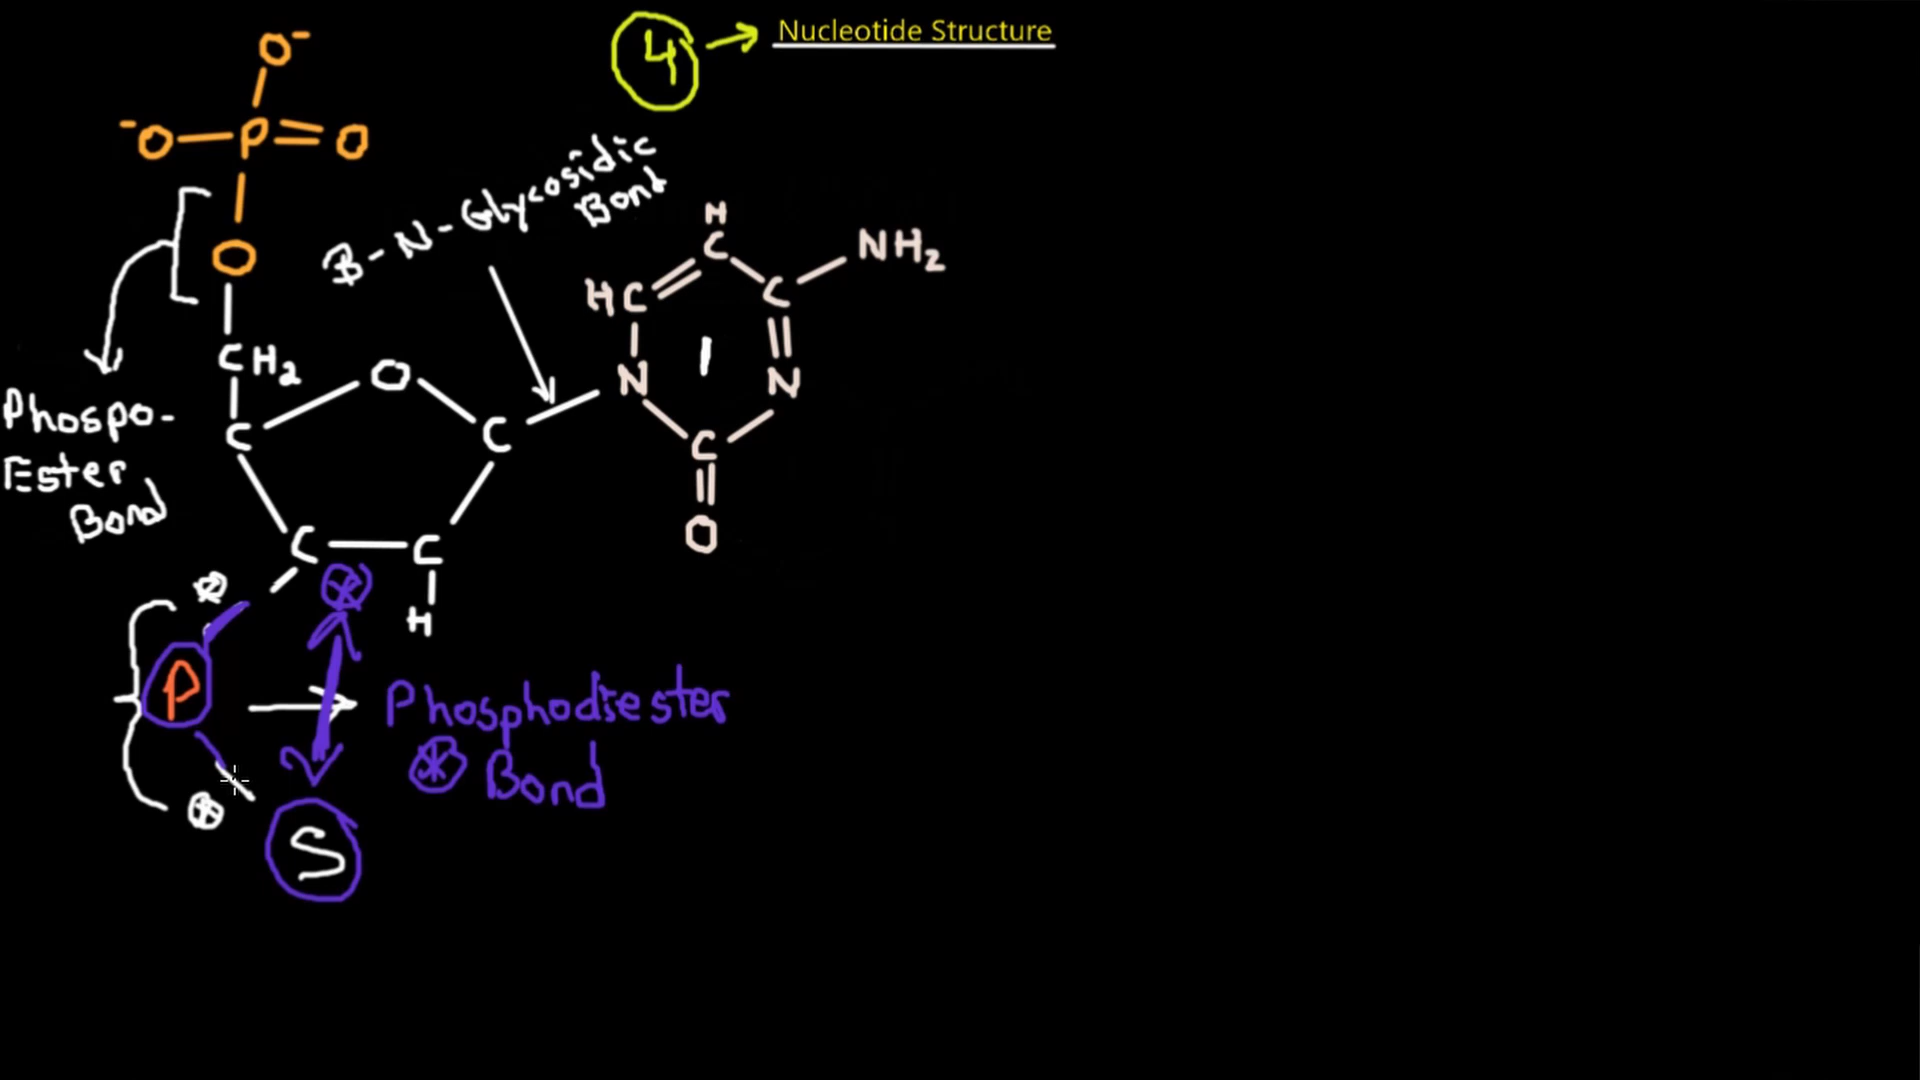 4 → Nucleotide Structure
O⁻
⁻O P O
O
B-N-Glycosidic
Bond
H
C
NH₂
HC C
CH₂
O
N N
Phospo-
Ester
Bond
C C
C
O
C C
H
P
Phosphodiester
Bond
S